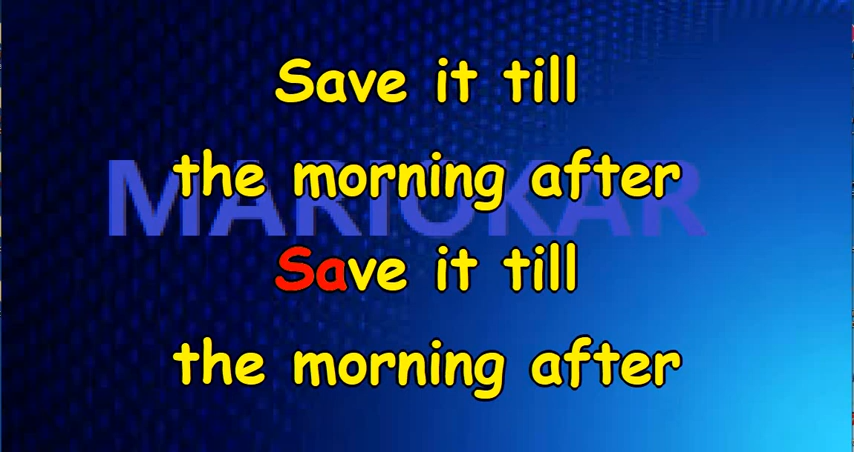 Save it till
the morning after
MARIOKAR
Save it till
the morning after